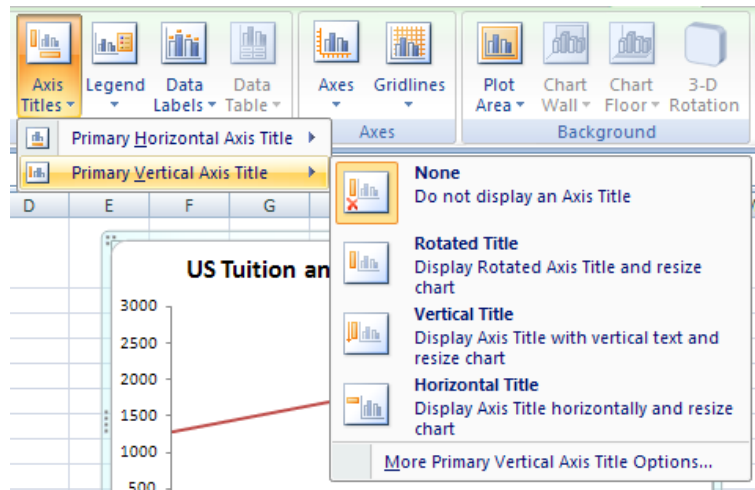 Axis Titles
Legend
Data Labels
Data Table
Axes
Gridlines
Plot Area
Chart Wall
Chart Floor
3-D Rotation
Axes
Background
Primary Horizontal Axis Title
Primary Vertical Axis Title
None
Do not display an Axis Title
Rotated Title
Display Rotated Axis Title and resize
chart
Vertical Title
Display Axis Title with vertical text and
resize chart
Horizontal Title
Display Axis Title horizontally and resize
chart
More Primary Vertical Axis Title Options...
D E F G
US Tuition an
3000
2500
2000
1500
1000
500